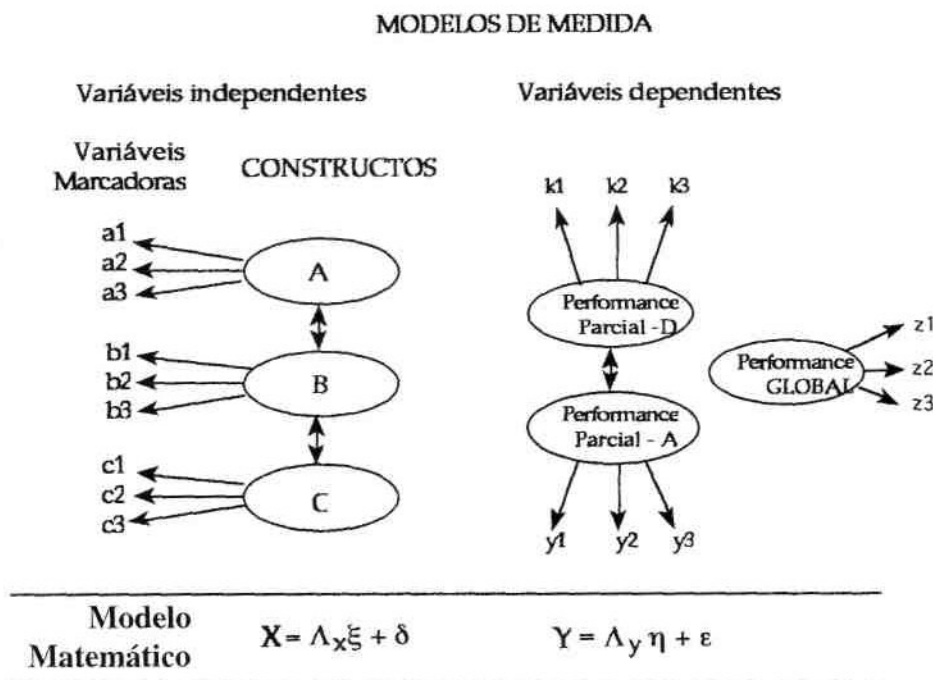 MODELOS DE MEDIDA
Variáveis independentes
Variáveis dependentes
Variáveis
Marcadoras
CONSTRUCTOS
a1
a2
a3
A
b1
b2
b3
B
c1
c2
c3
C
k1 k2 k3
Performance
Parcial -D
Performance
Parcial - A
y1 y2 y3
Performance
GLOBAL
z1
z2
z3
Modelo
Matemático
X= Λxξ + δ
Y = Λy η + ε